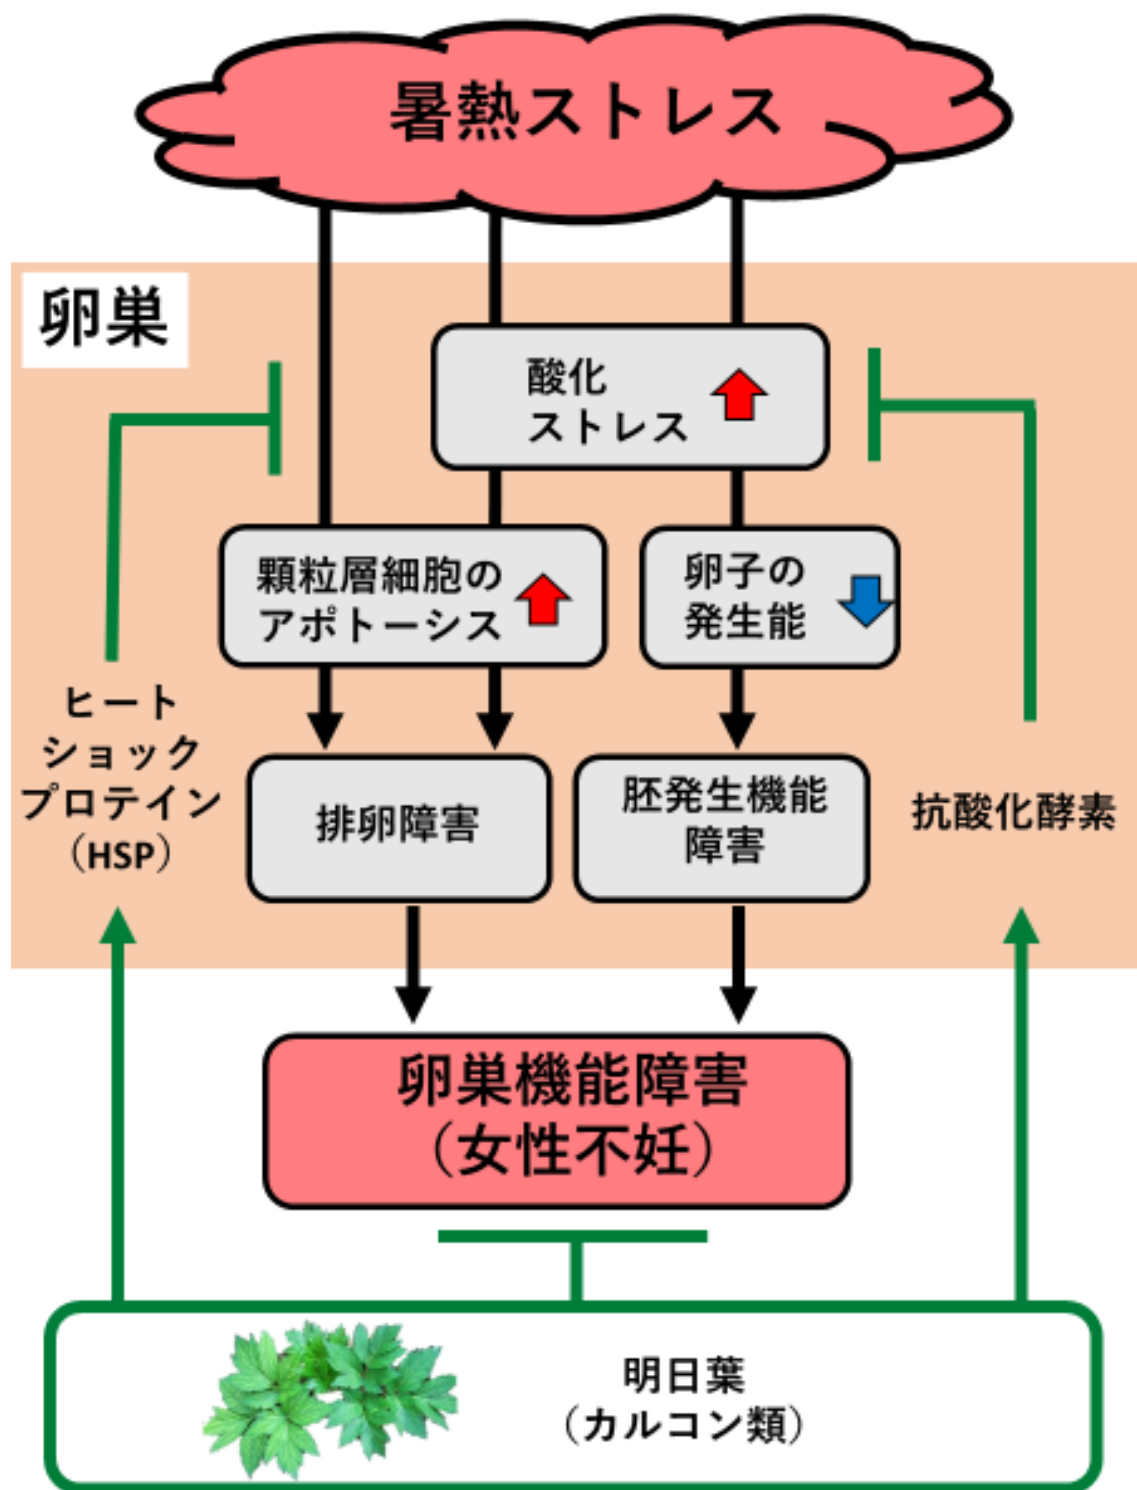 暑熱ストレス
卵巣
酸化
ストレス
顆粒層細胞の
アポトーシス
卵子の
発生能
ヒート
ショック
プロテイン
（HSP）
排卵障害
胚発生機能
障害
抗酸化酵素
卵巣機能障害
（女性不妊）
明日葉
（カルコン類）